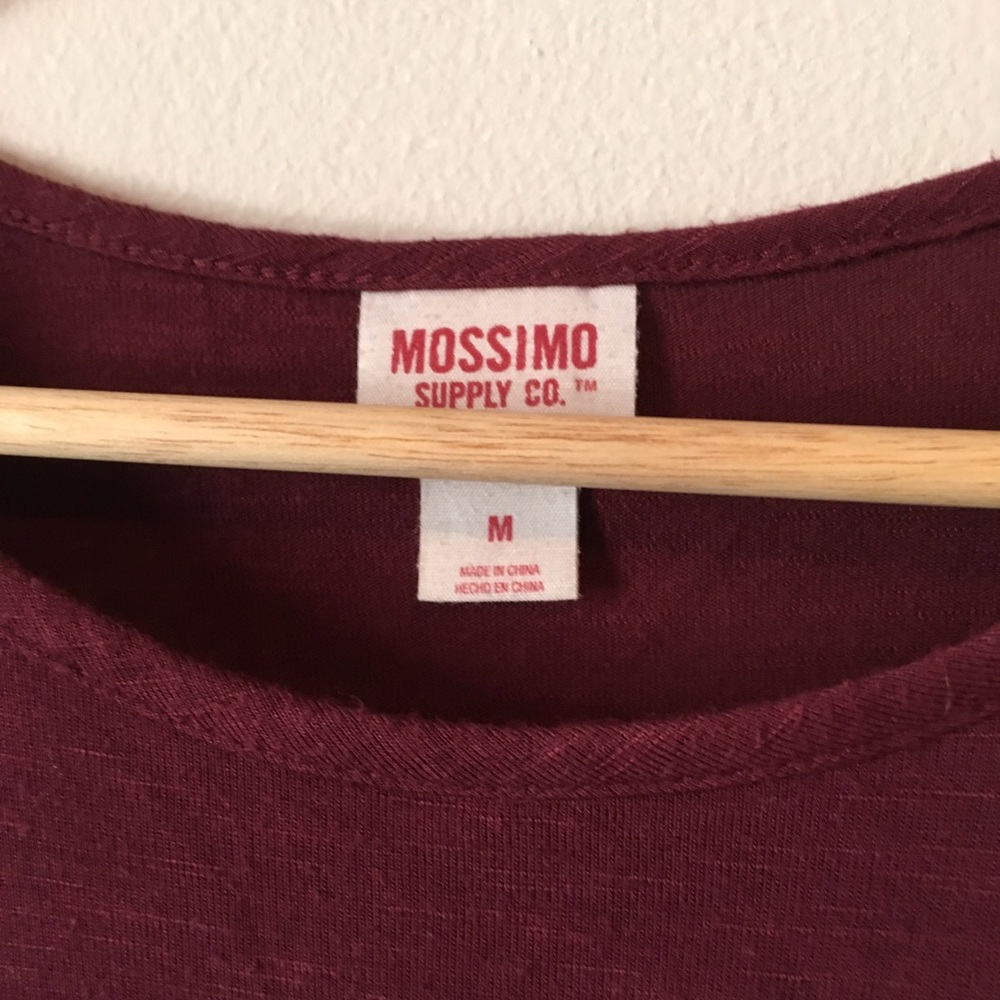 MOSSIMO
SUPPLY CO.™
M
MADE IN CHINA
HECHO EN CHINA